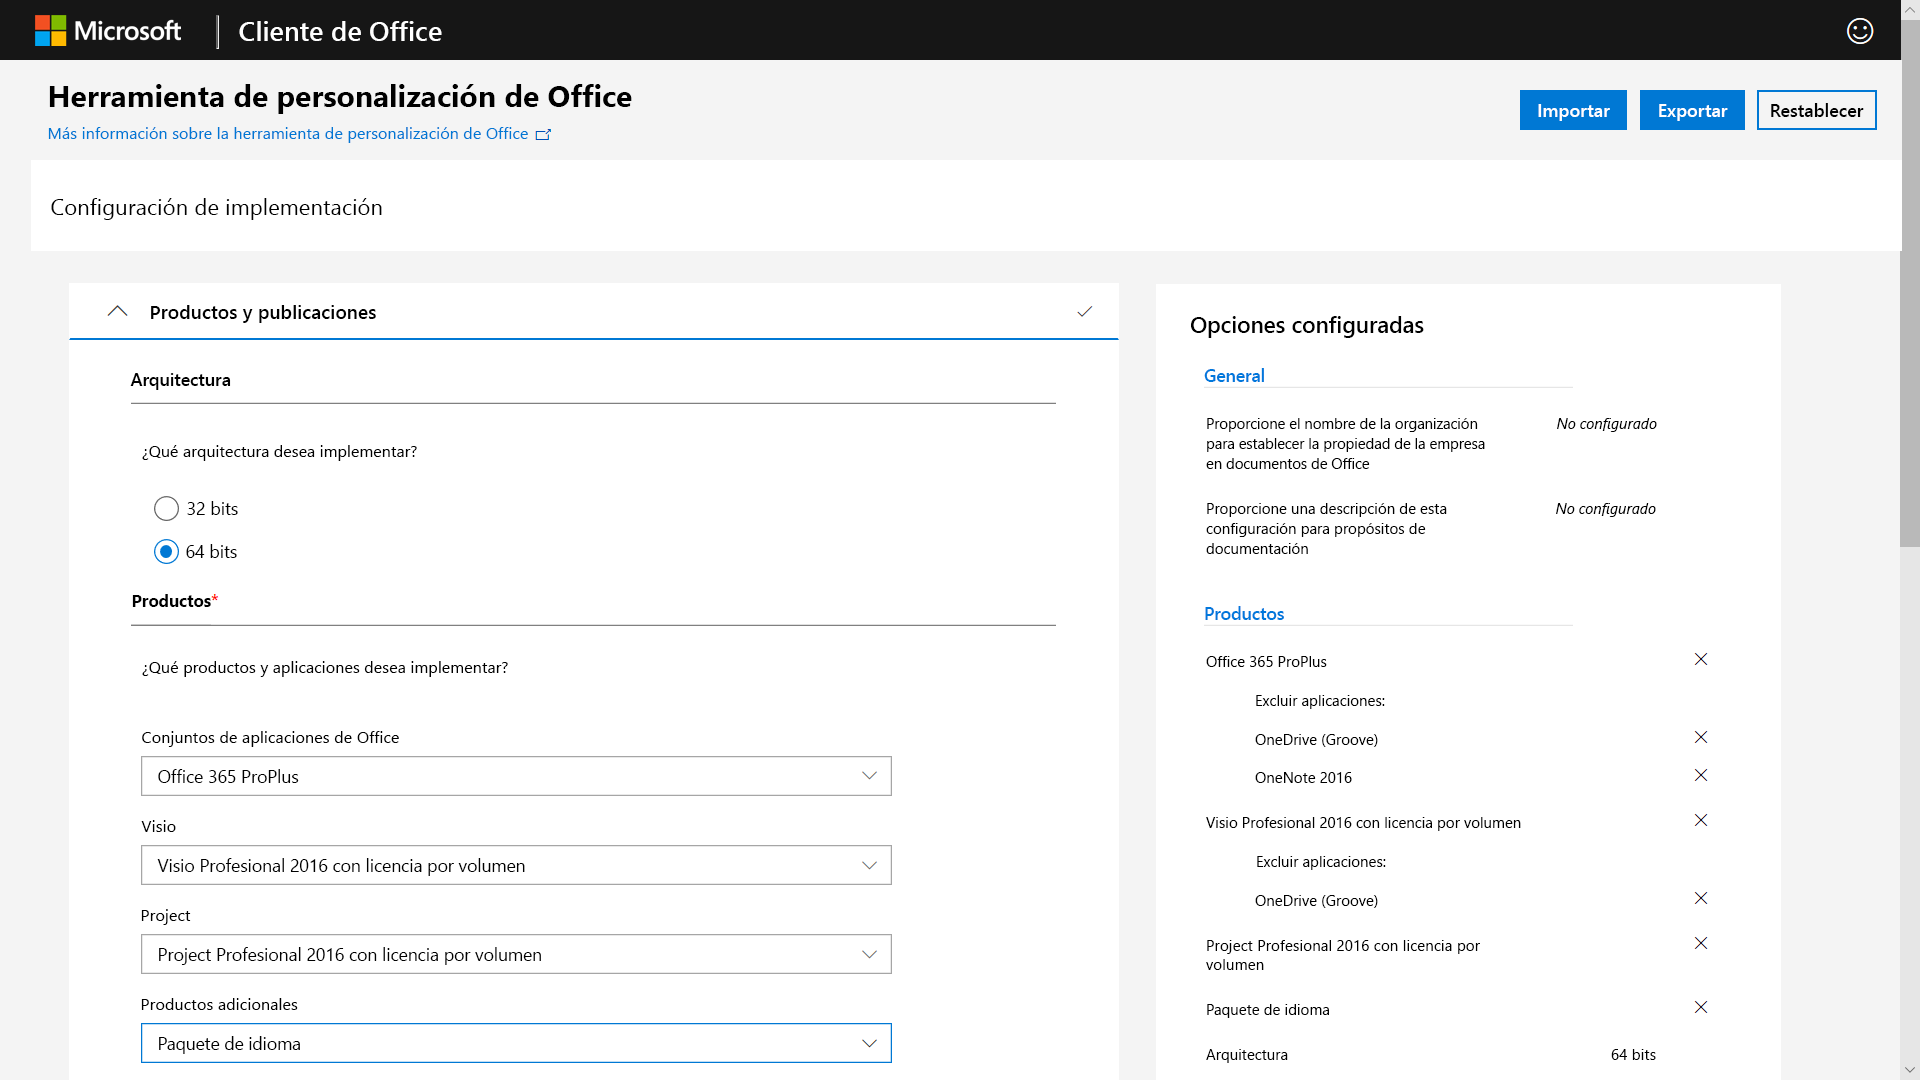 Microsoft
Cliente de Office
Herramienta de personalización de Office
Más información sobre la herramienta de personalización de Office
Importar
Exportar
Restablecer
Configuración de implementación
Productos y publicaciones
Arquitectura
¿Qué arquitectura desea implementar?
32 bits
64 bits
Productos*
¿Qué productos y aplicaciones desea implementar?
Conjuntos de aplicaciones de Office
Office 365 ProPlus
Visio
Visio Profesional 2016 con licencia por volumen
Project
Project Profesional 2016 con licencia por volumen
Productos adicionales
Paquete de idioma
Opciones configuradas
General
Proporcione el nombre de la organización
para establecer la propiedad de la empresa
en documentos de Office
No configurado
Proporcione una descripción de esta
configuración para propósitos de
documentación
No configurado
Productos
Office 365 ProPlus
Excluir aplicaciones:
OneDrive (Groove)
OneNote 2016
Visio Profesional 2016 con licencia por volumen
Excluir aplicaciones:
OneDrive (Groove)
Project Profesional 2016 con licencia por
volumen
Paquete de idioma
Arquitectura
64 bits